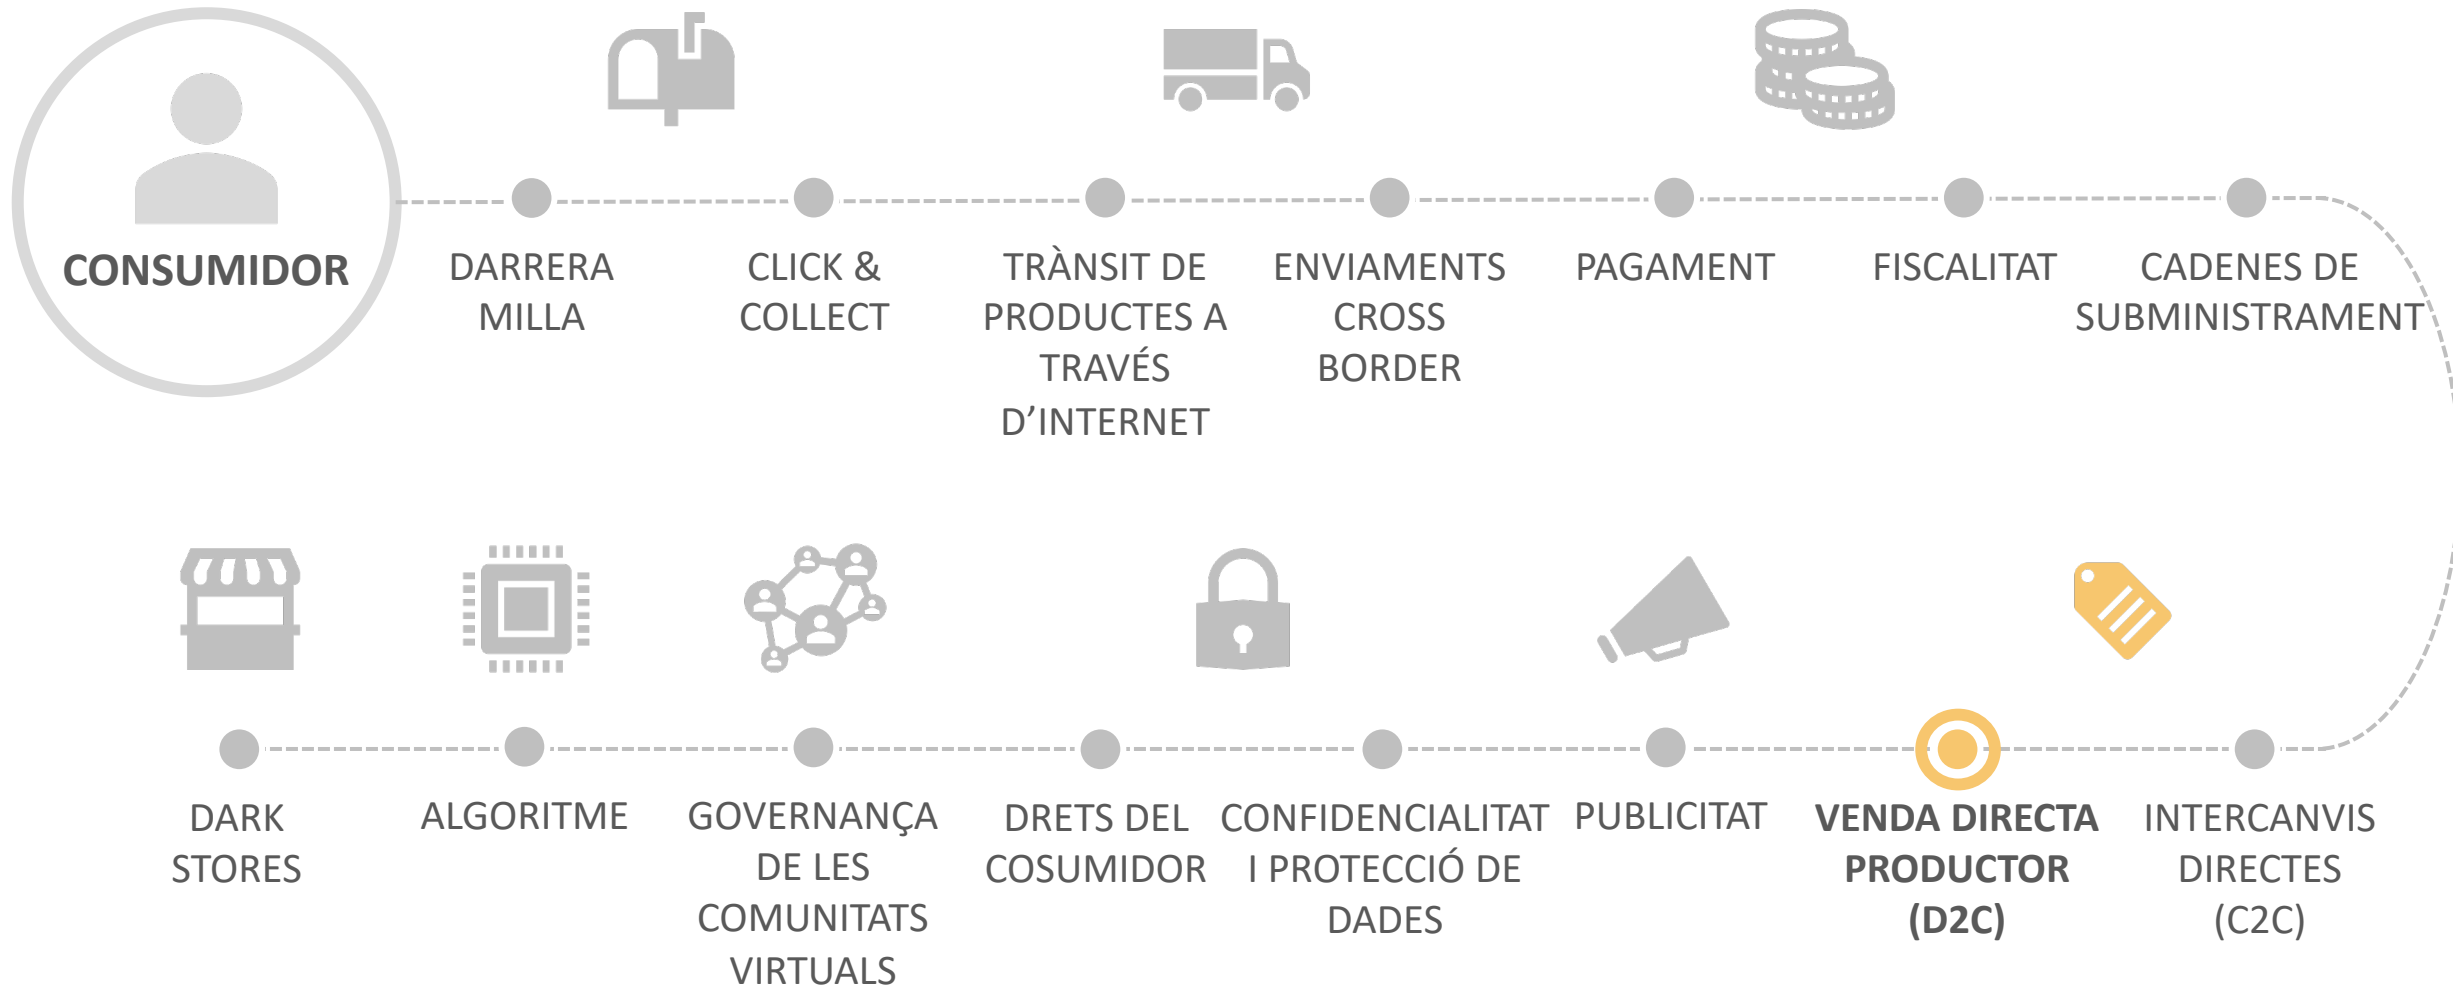 CONSUMIDOR
DARRERA
MILLA
CLICK &
COLLECT
TRÀNSIT DE
PRODUCTES A
TRAVÉS
D’INTERNET
ENVIAMENTS
CROSS
BORDER
PAGAMENT
FISCALITAT
CADENES DE
SUBMINISTRAMENT
DARK
STORES
ALGORITME
GOVERNANÇA
DE LES
COMUNITATS
VIRTUALS
DRETS DEL
COSUMIDOR
CONFIDENCIALITAT
I PROTECCIÓ DE
DADES
PUBLICITAT
VENDA DIRECTA
PRODUCTOR
(D2C)
INTERCANVIS
DIRECTES
(C2C)